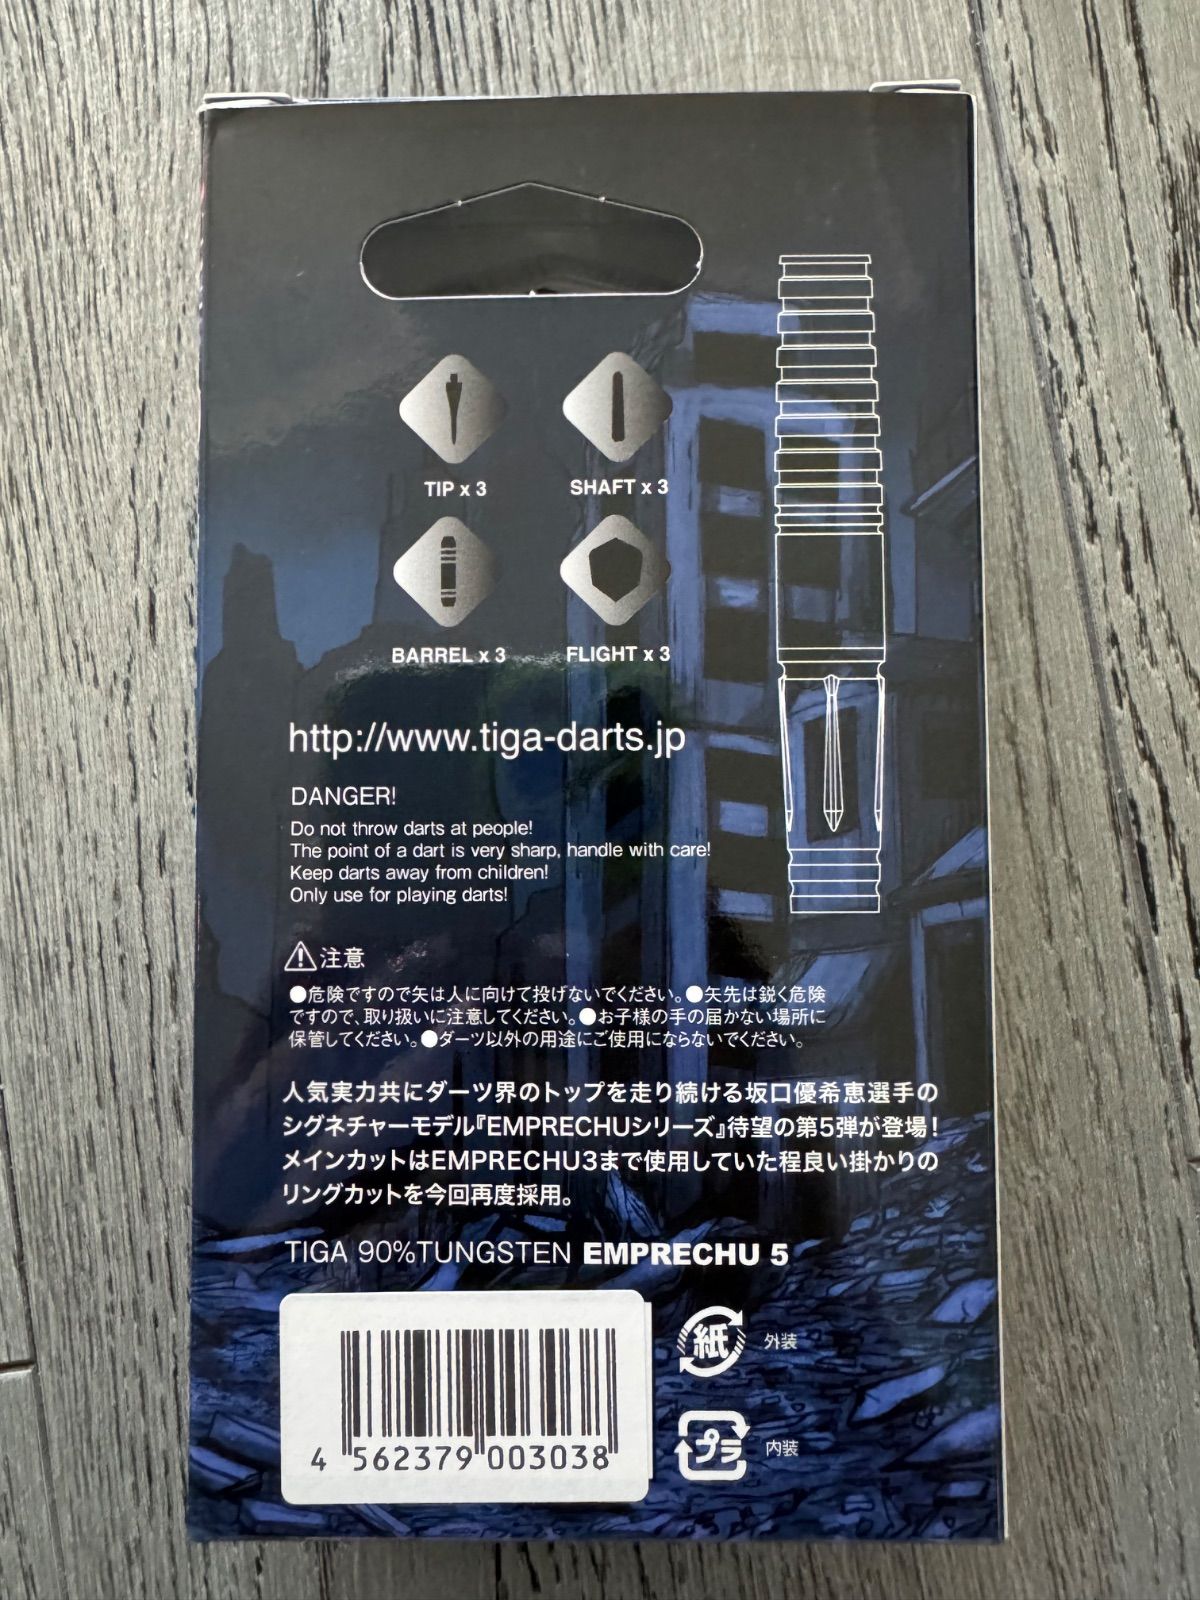 TIP x 3
SHAFT x 3
BARREL x 3
FLIGHT x 3
http://www.tiga-darts.jp
DANGER!
Do not throw darts at people!
The point of a dart is very sharp, handle with care!
Keep darts away from children!
Only use for playing darts!
注意
●危険ですので矢は人に向けて投げないでください。●矢先は鋭く危険
ですので、取り扱いに注意してください。●お子様の手の届かない場所に
保管してください。●ダーツ以外の用途にご使用にならないでください。
人気実力共にダーツ界のトップを走り続ける坂口優希恵選手の
シグネチャーモデル『EMPRECHUシリーズ』待望の第5弾が登場！
メインカットはEMPRECHU3まで使用していた程良い掛かりの
リングカットを今回再度採用。
TIGA 90%TUNGSTEN EMPRECHU 5
紙 外装
プラ 内装
4 562379 003038